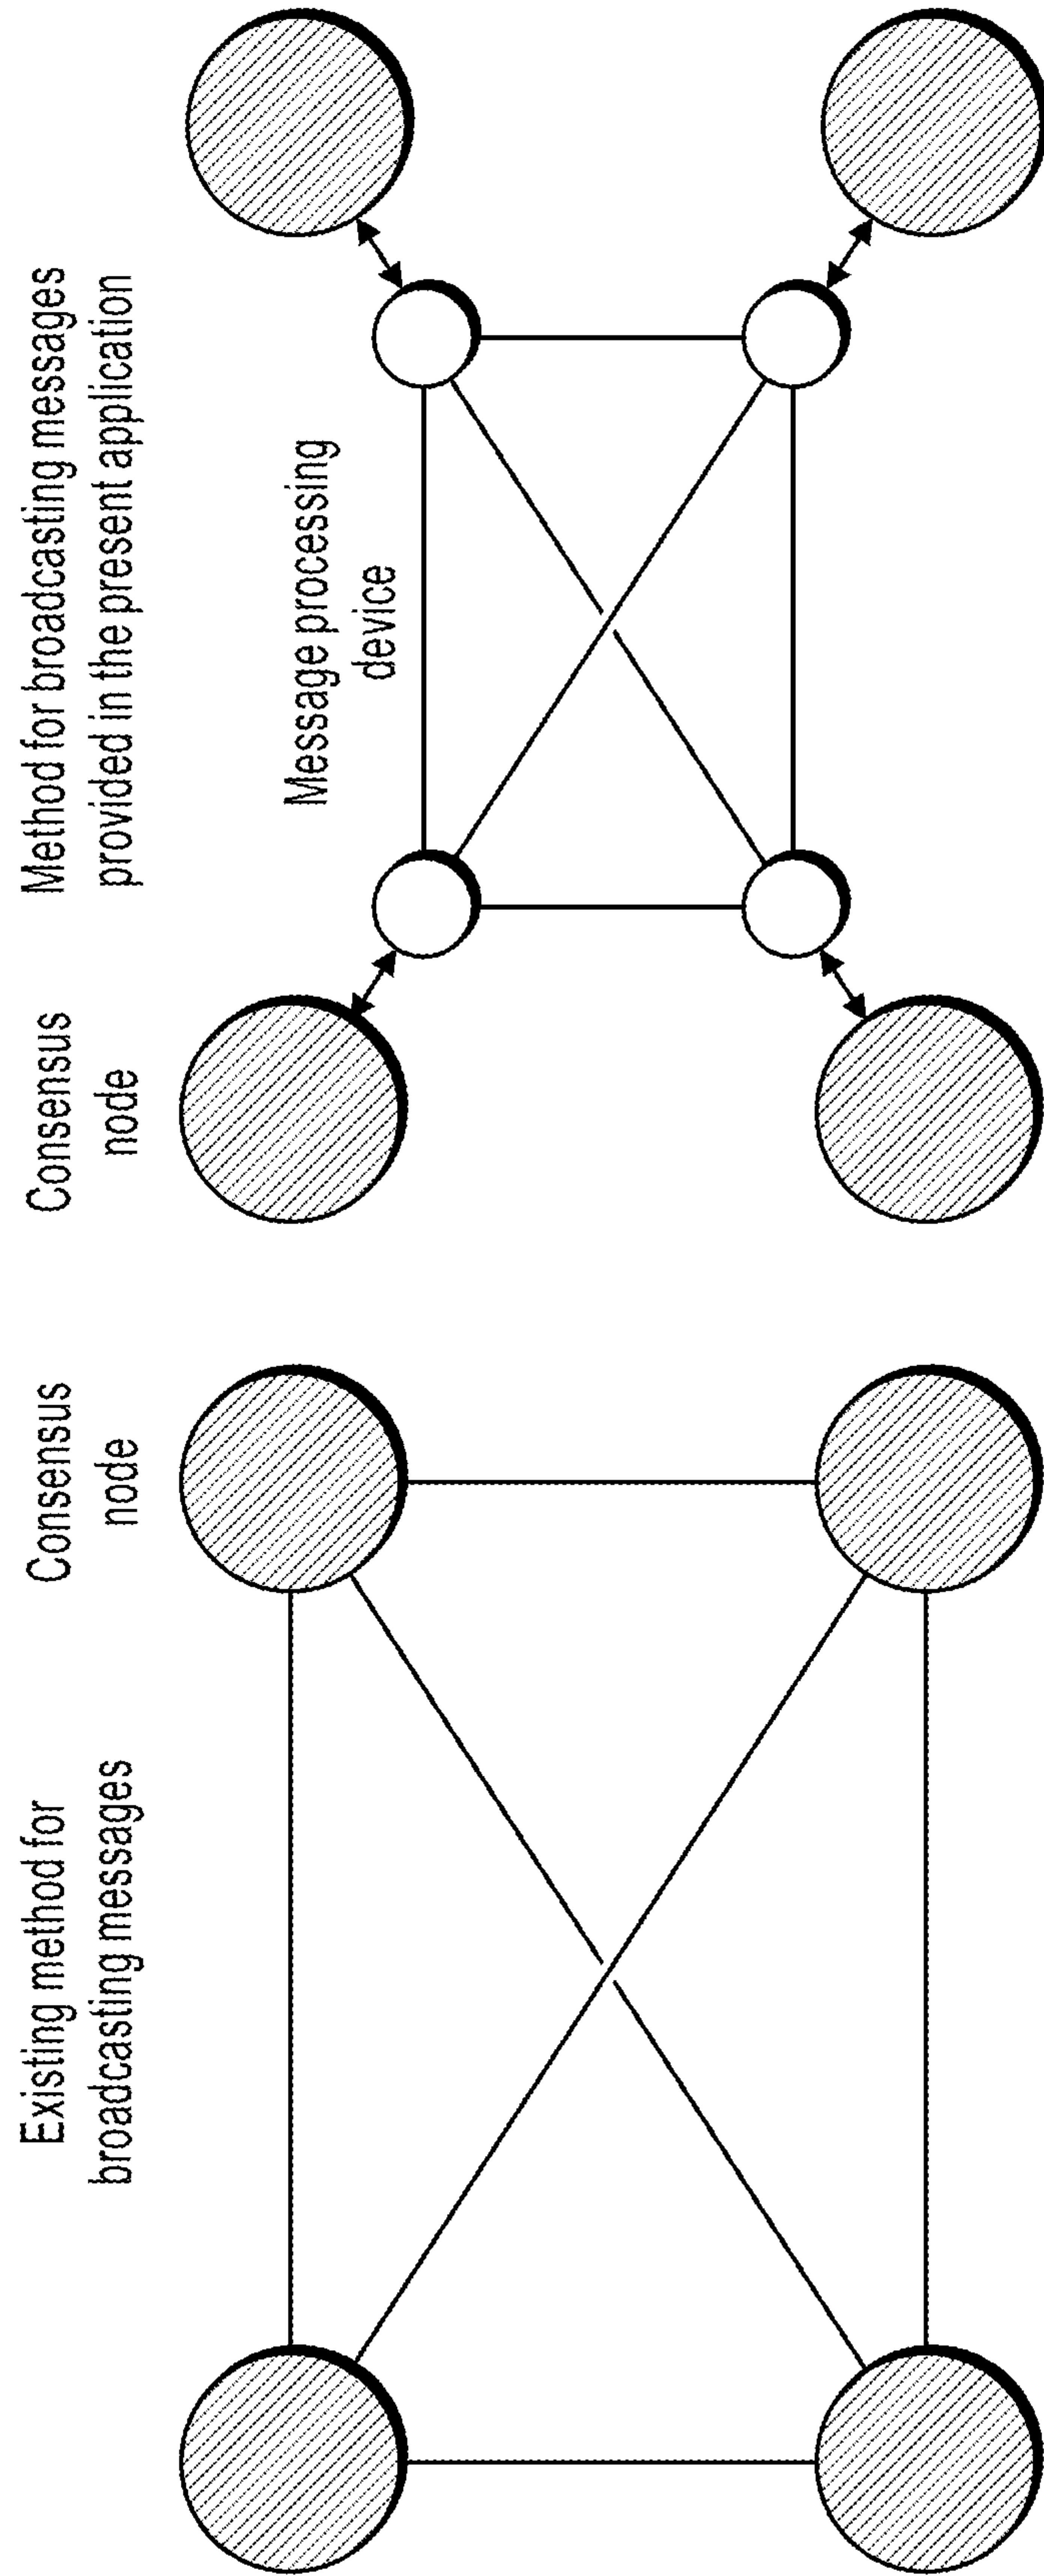 Existing method for
broadcasting messages
Consensus
node
Consensus
node
Method for broadcasting messages
provided in the present application
Message processing
device